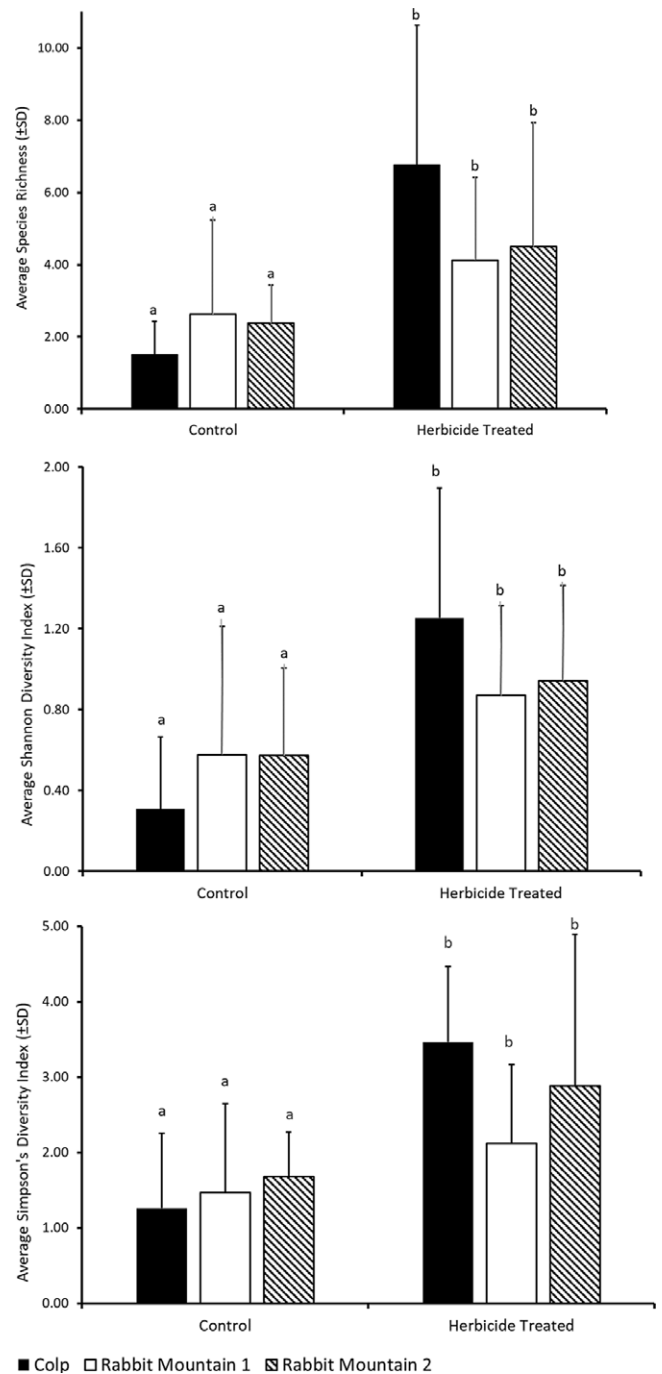 b
10.00
b
8.00
b
a
6.00
4.00
a
a
2.00
0.00
Control Herbicide Treated
Average Species Richness (±SD)
2.00
b
1.60
b
b
a
1.20
a
0.80
a
0.40
0.00
Control Herbicide Treated
Average Shannon Diversity Index (±SD)
5.00
b
b
4.00
b
3.00
a
a
a
2.00
1.00
0.00
Control Herbicide Treated
Average Simpson's Diversity Index (±SD)
Colp Rabbit Mountain 1 Rabbit Mountain 2